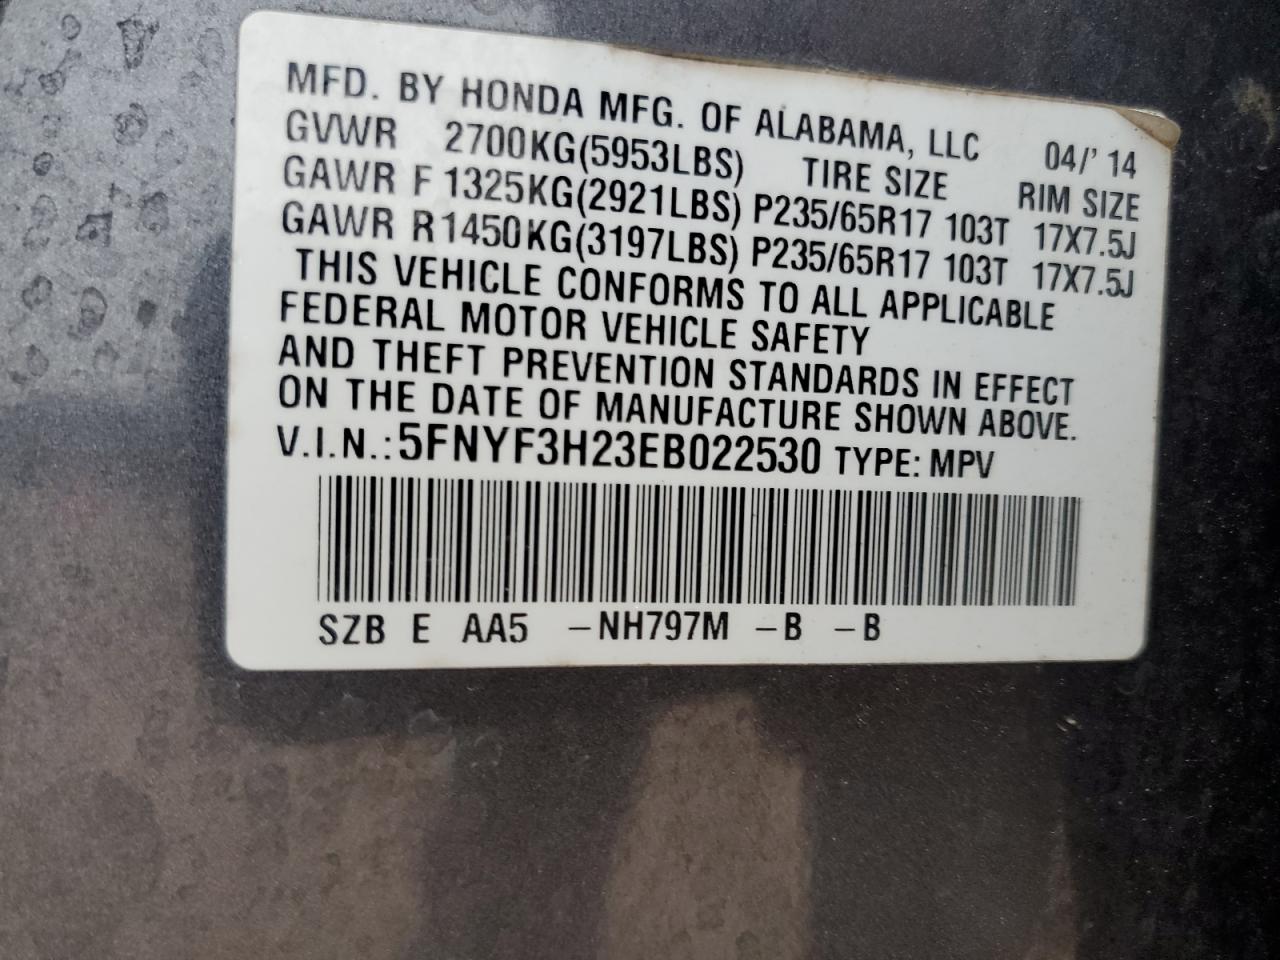 MFD. BY HONDA MFG. OF ALABAMA, LLC 04/' 14
GVWR 2700KG(5953LBS) TIRE SIZE RIM SIZE
GAWR F 1325KG(2921LBS) P235/65R17 103T 17X7.5J
GAWR R1450KG(3197LBS) P235/65R17 103T 17X7.5J
THIS VEHICLE CONFORMS TO ALL APPLICABLE
FEDERAL MOTOR VEHICLE SAFETY
AND THEFT PREVENTION STANDARDS IN EFFECT
ON THE DATE OF MANUFACTURE SHOWN ABOVE.
V.I.N.: 5FNYF3H23EB022530 TYPE: MPV
SZB E AA5 –NH797M –B –B